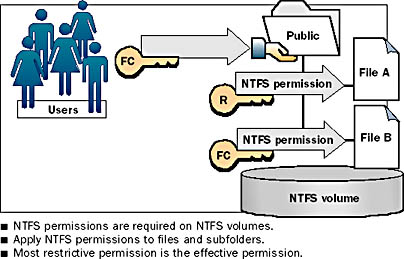 Public
FC
Users
NTFS permission
R
File A
NTFS permission
FC
File B
NTFS volume
■ NTFS permissions are required on NTFS volumes.
■ Apply NTFS permissions to files and subfolders.
■ Most restrictive permission is the effective permission.